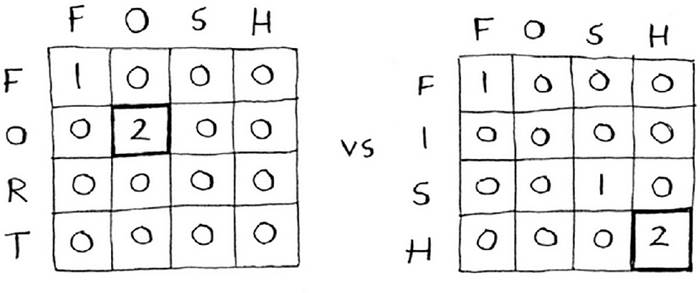 F O S H
F 1 0 0 0
O 0 2 0 0
R 0 0 0 0
T 0 0 0 0
vs
F O S H
F 1 0 0 0
I 0 0 0 0
S 0 0 1 0
H 0 0 0 2